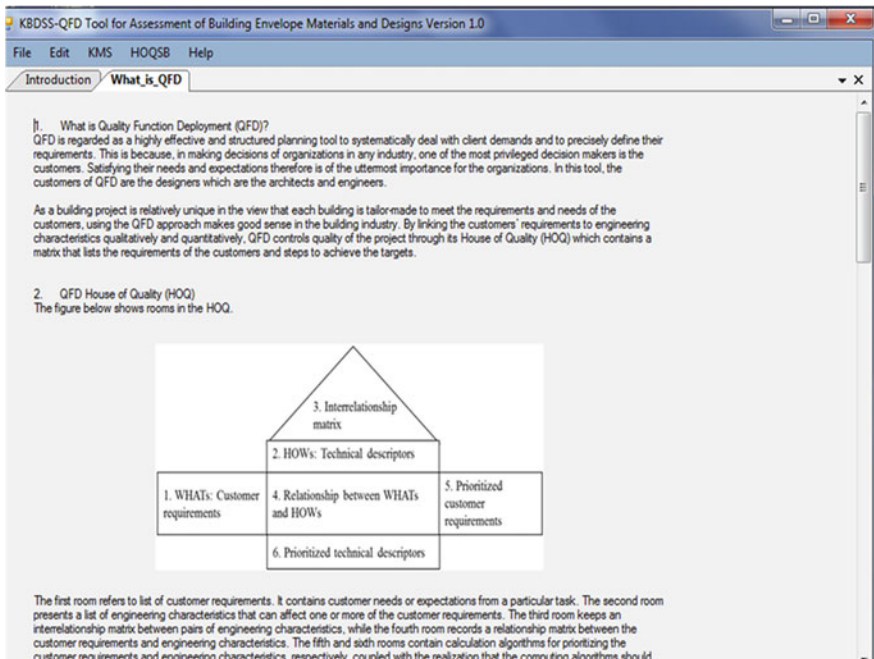 KBDSS-QFD Tool for Assessment of Building Envelope Materials and Designs Version 1.0
File Edit KMS HOQSB Help
Introduction What_is_QFD
1. What is Quality Function Deployment (QFD)?
QFD is regarded as a highly effective and structured planning tool to systematically deal with client demands and to precisely define their
requirements. This is because, in making decisions of organizations in any industry, one of the most privileged decision makers is the
customers. Satisfying their needs and expectations therefore is of the uttermost importance for the organizations. In this tool, the
customers of QFD are the designers which are the architects and engineers.
As a building project is relatively unique in the view that each building is tailor-made to meet the requirements and needs of the
customers, using the QFD approach makes good sense in the building industry. By linking the customers' requirements to engineering
characteristics qualitatively and quantitatively, QFD controls quality of the project through its House of Quality (HOQ) which contains a
matrix that lists the requirements of the customers and steps to achieve the targets.
2. QFD House of Quality (HOQ)
The figure below shows rooms in the HOQ.
3. Interrelationship
matrix
2. HOWs: Technical descriptors
1. WHATs: Customer
requirements
4. Relationship between WHATs
and HOWs
5. Prioritized
customer
requirements
6. Prioritized technical descriptors
The first room refers to list of customer requirements. It contains customer needs or expectations from a particular task. The second room
presents a list of engineering characteristics that can affect one or more of the customer requirements. The third room keeps an
interrelationship matrix between pairs of engineering characteristics, while the fourth room records a relationship matrix between the
customer requirements and engineering characteristics. The fifth and sixth rooms contain calculation algorithms for prioritizing the
customer requirements and engineering characteristics, respectively, coupled with the realization that the computing algorithms should